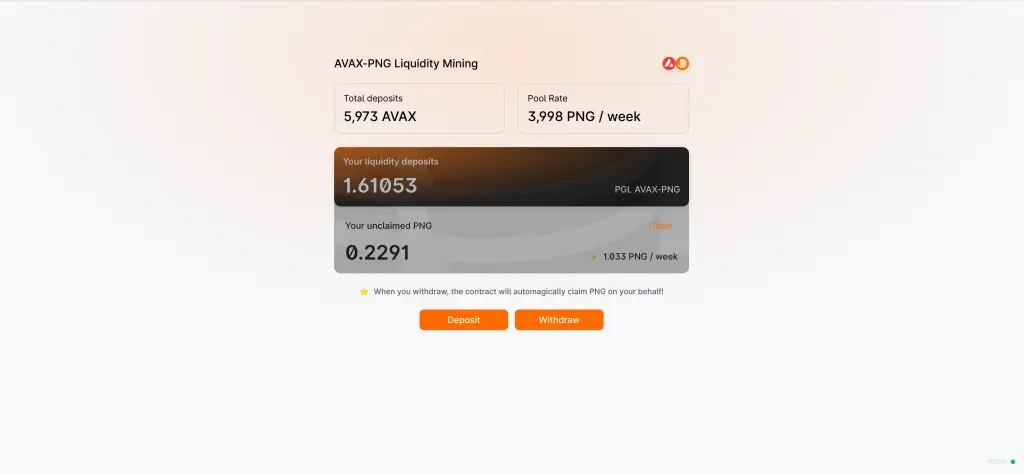 AVAX-PNG Liquidity Mining
Total deposits
5,973 AVAX
Pool Rate
3,998 PNG / week
Your liquidity deposits
1.61053
PGL AVAX-PNG
Your unclaimed PNG
Claim
0.2291
1.033 PNG / week
When you withdraw, the contract will automagically claim PNG on your behalf!
Deposit
Withdraw